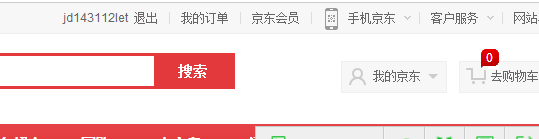 jd143112let 退出 我的订单 京东会员 手机京东 客户服务 网站
搜索
我的京东 0 去购物车